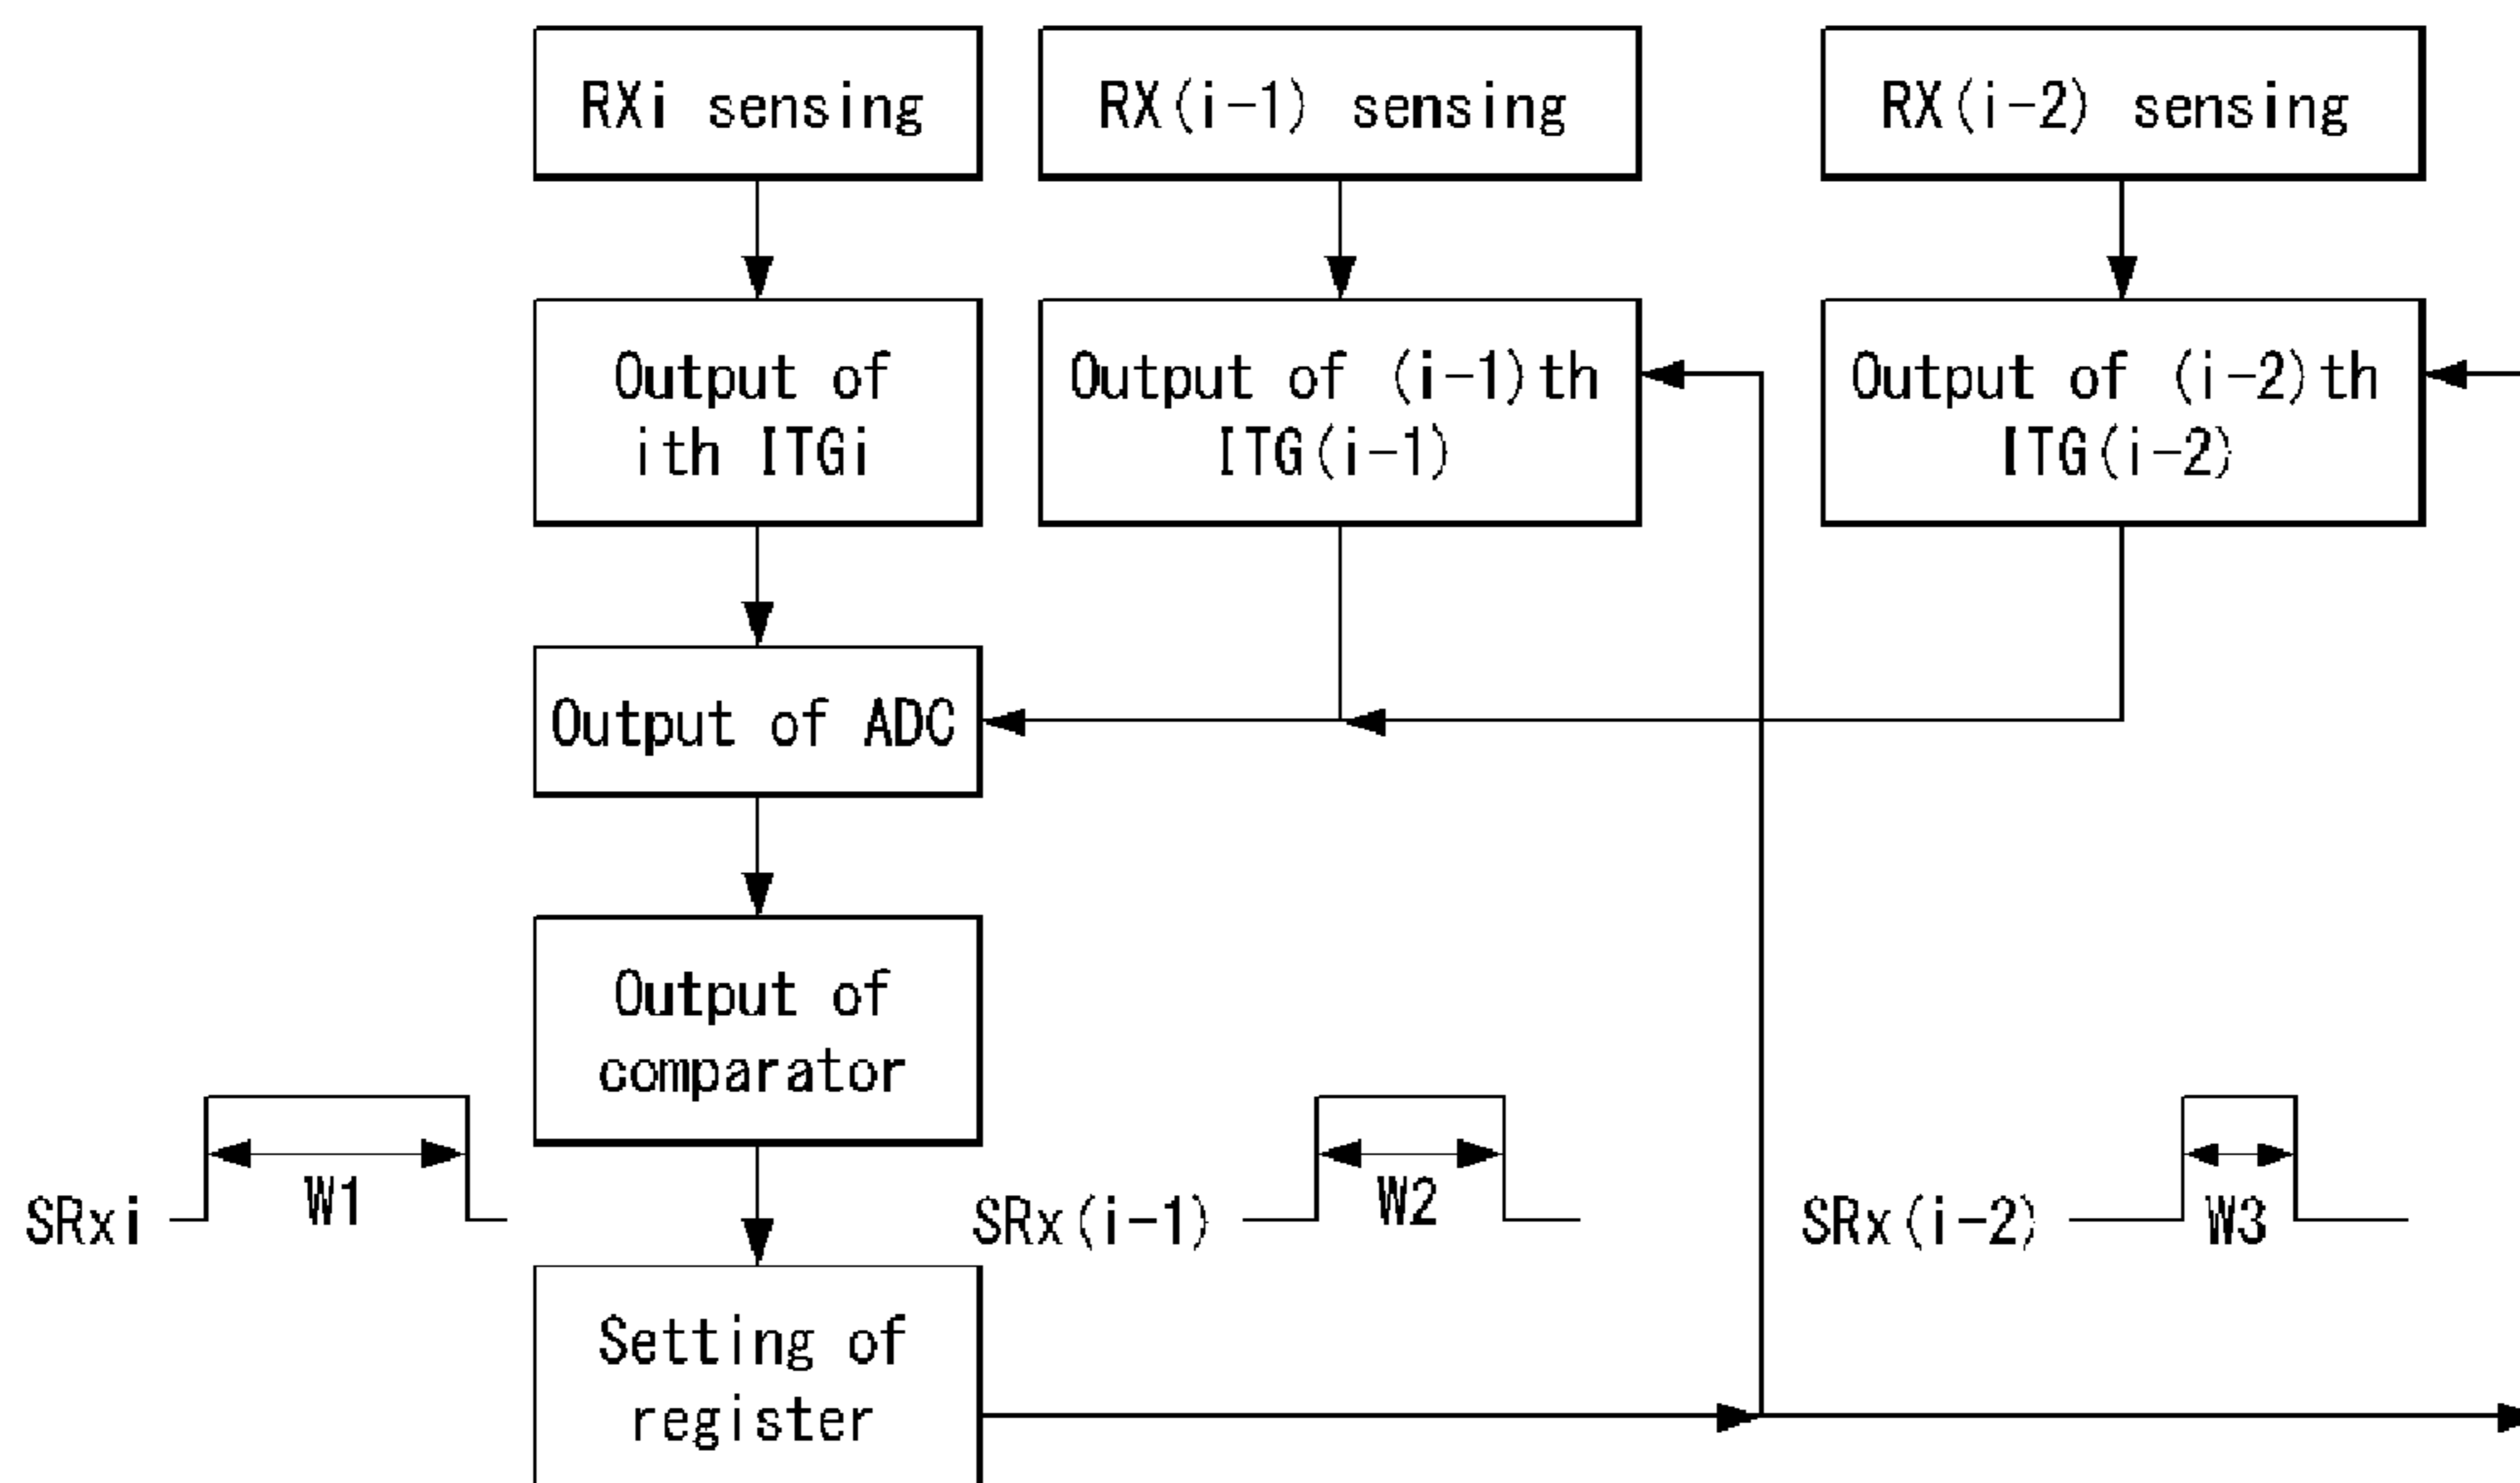 RXi sensing
RX(i-1) sensing
RX(i-2) sensing
Output of
ith ITGi
Output of (i-1)th
ITG(i-1)
Output of (i-2)th
ITG(i-2)
Output of ADC
Output of
comparator
SRxi
W1
SRx(i-1)
W2
SRx(i-2)
W3
Setting of
register